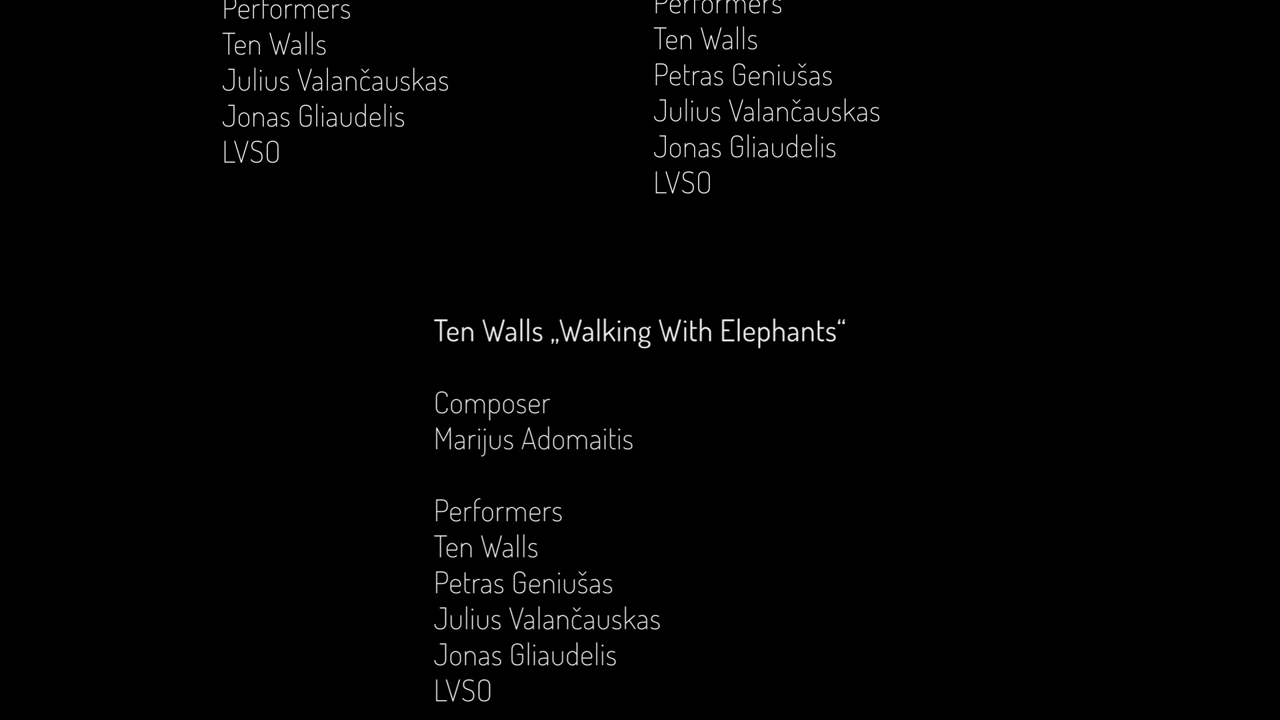 Performers
Ten Walls
Julius Valančauskas
Jonas Gliaudelis
LVSO
Performers
Ten Walls
Petras Geniušas
Julius Valančauskas
Jonas Gliaudelis
LVSO
Ten Walls „Walking With Elephants“
Composer
Marijus Adomaitis
Performers
Ten Walls
Petras Geniušas
Julius Valančauskas
Jonas Gliaudelis
LVSO